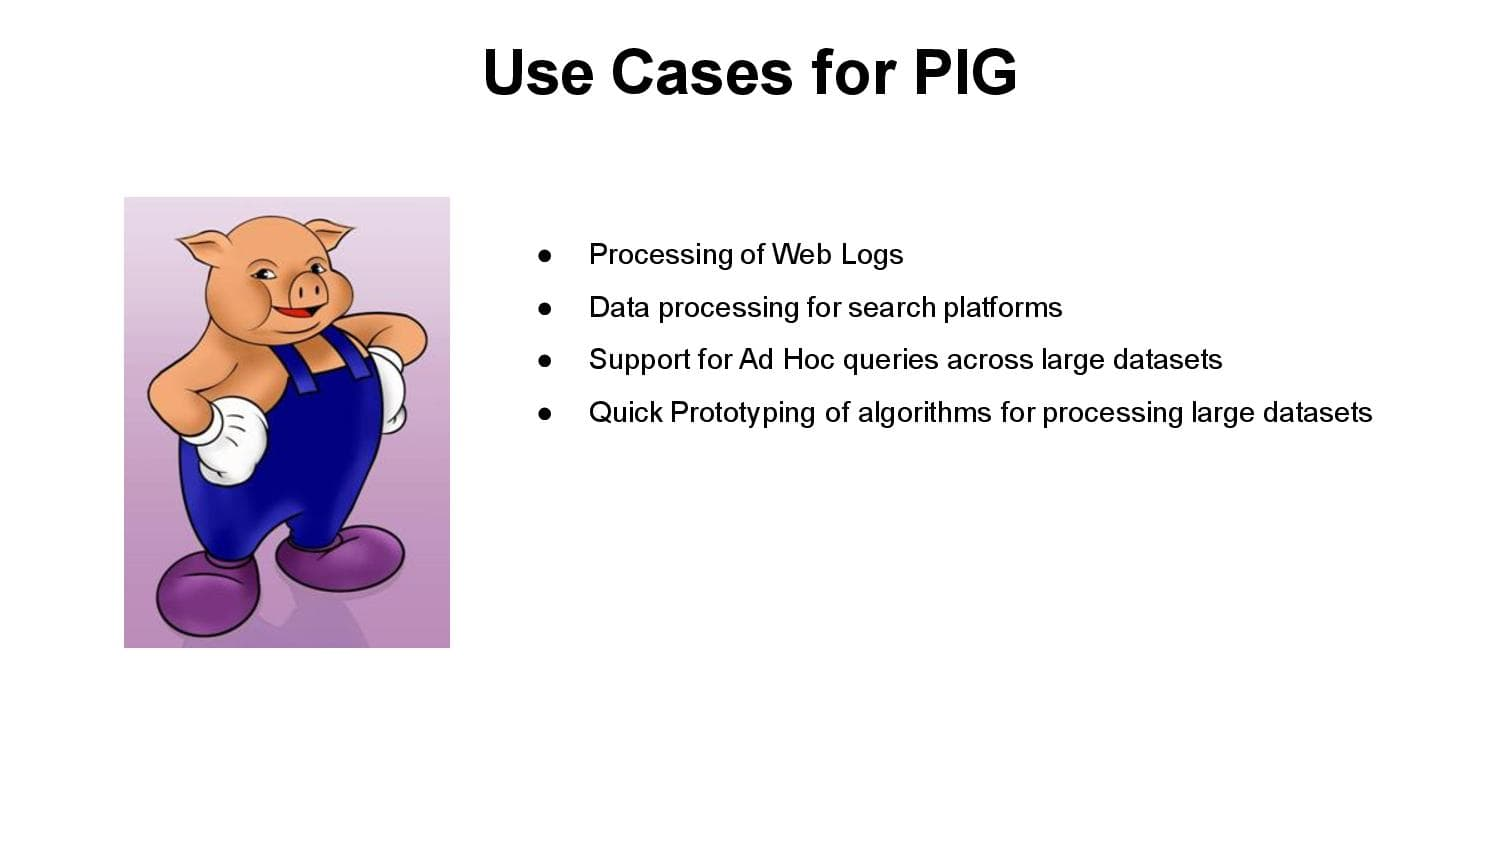 Use Cases for PIG
● Processing of Web Logs
● Data processing for search platforms
● Support for Ad Hoc queries across large datasets
● Quick Prototyping of algorithms for processing large datasets